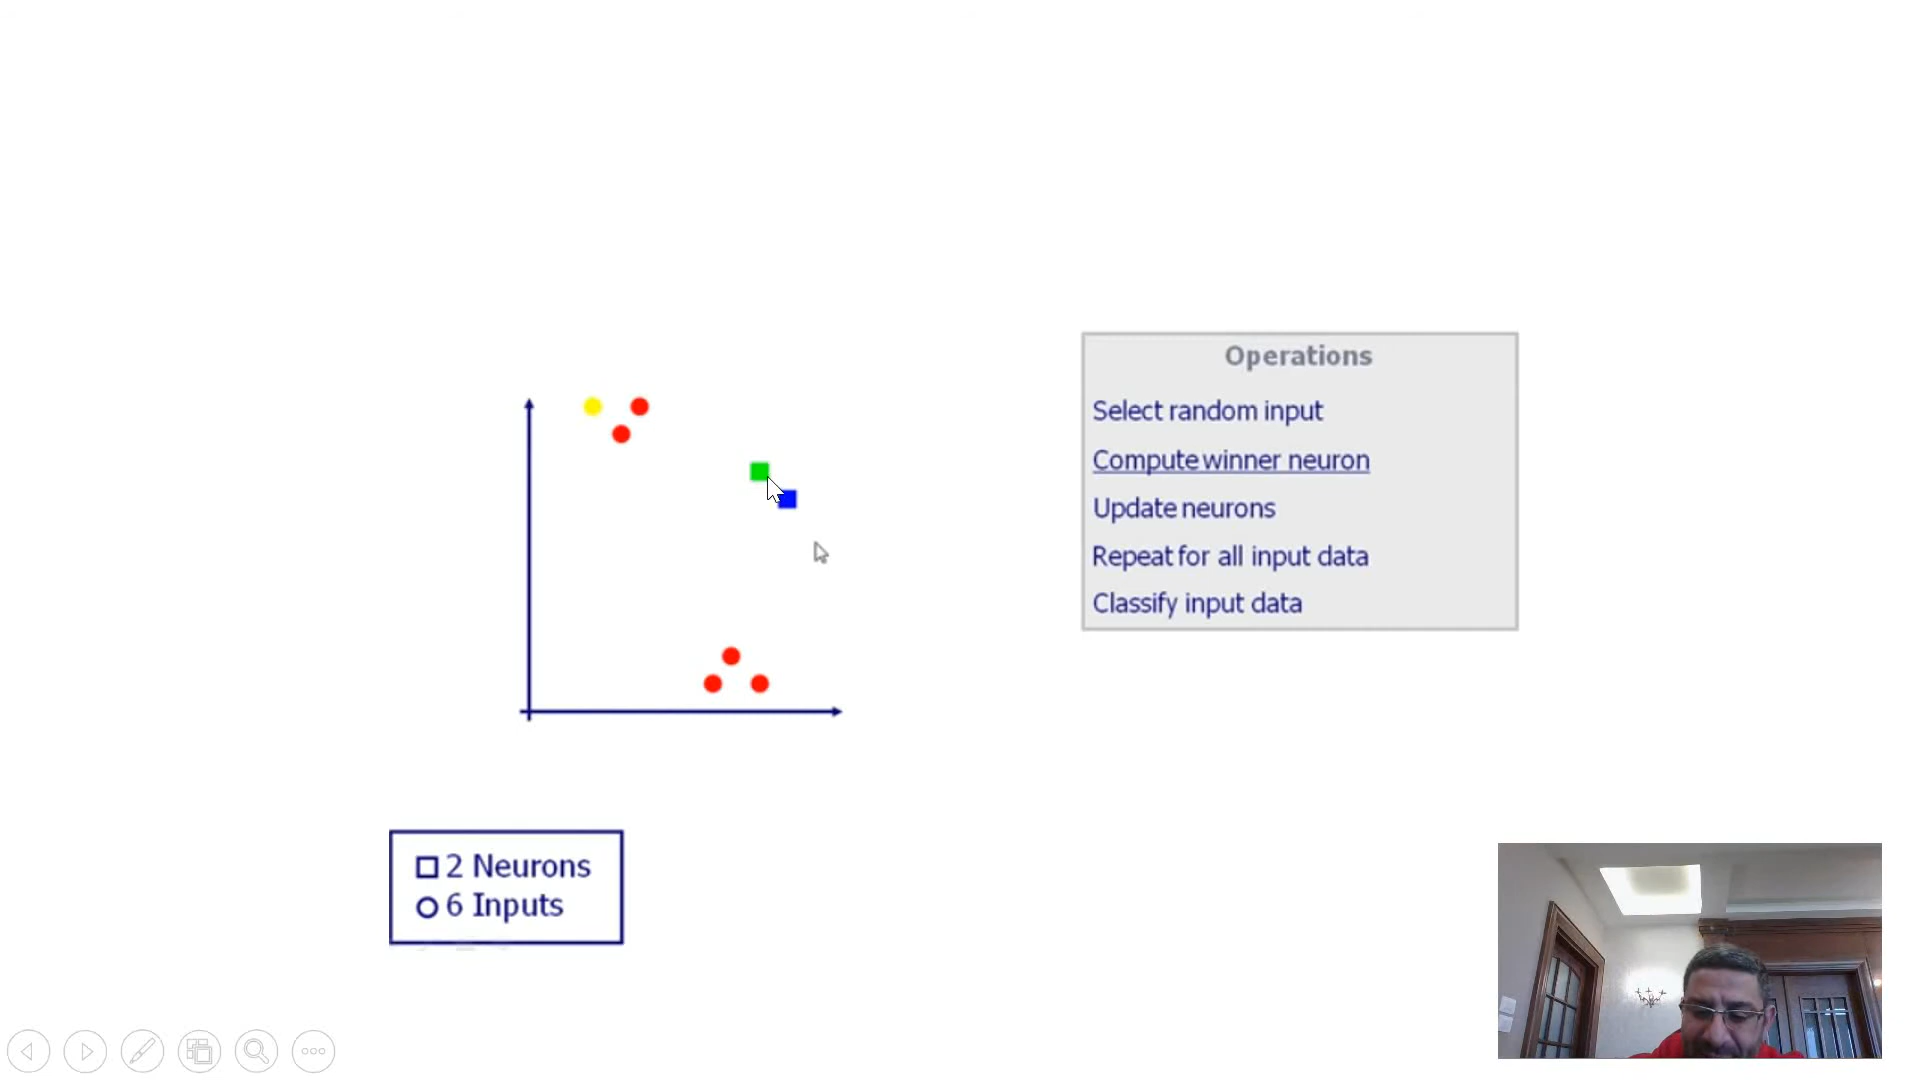 Operations
Select random input
Compute winner neuron
Update neurons
Repeat for all input data
Classify input data
2 Neurons
6 Inputs